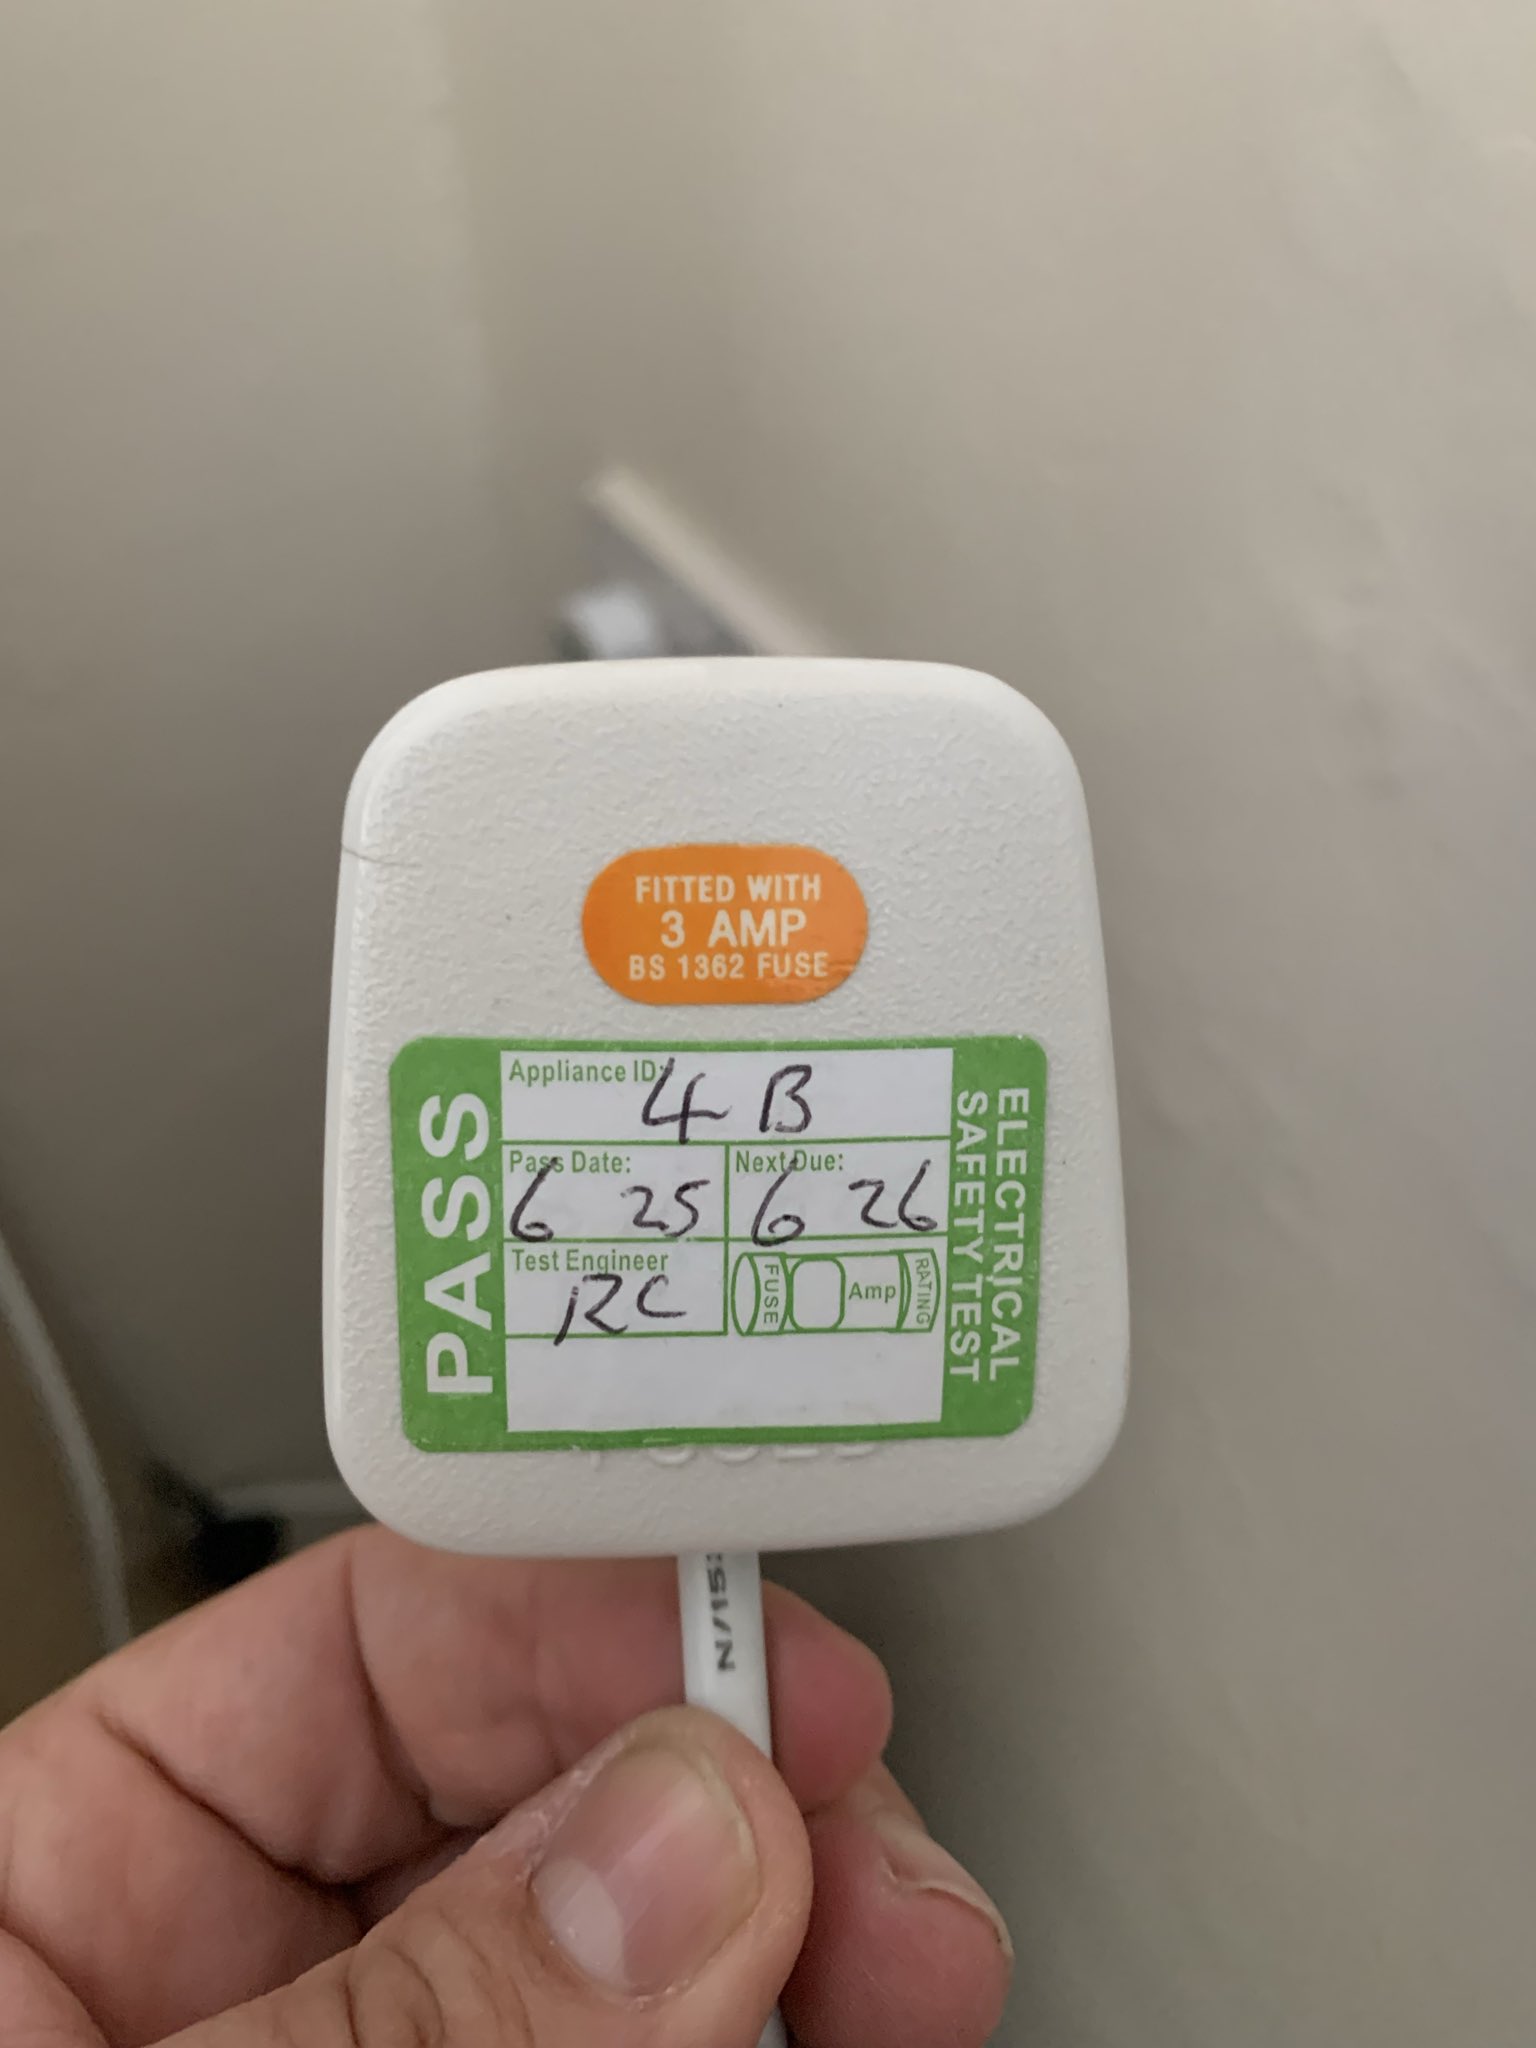 FITTED WITH
3 AMP
BS 1362 FUSE
PASS
Appliance ID: 4 B
Pass Date: 6 25
Next Due: 6 26
Test Engineer
RC
FUSE
Amp
RATING
ELECTRICAL
SAFETY TEST